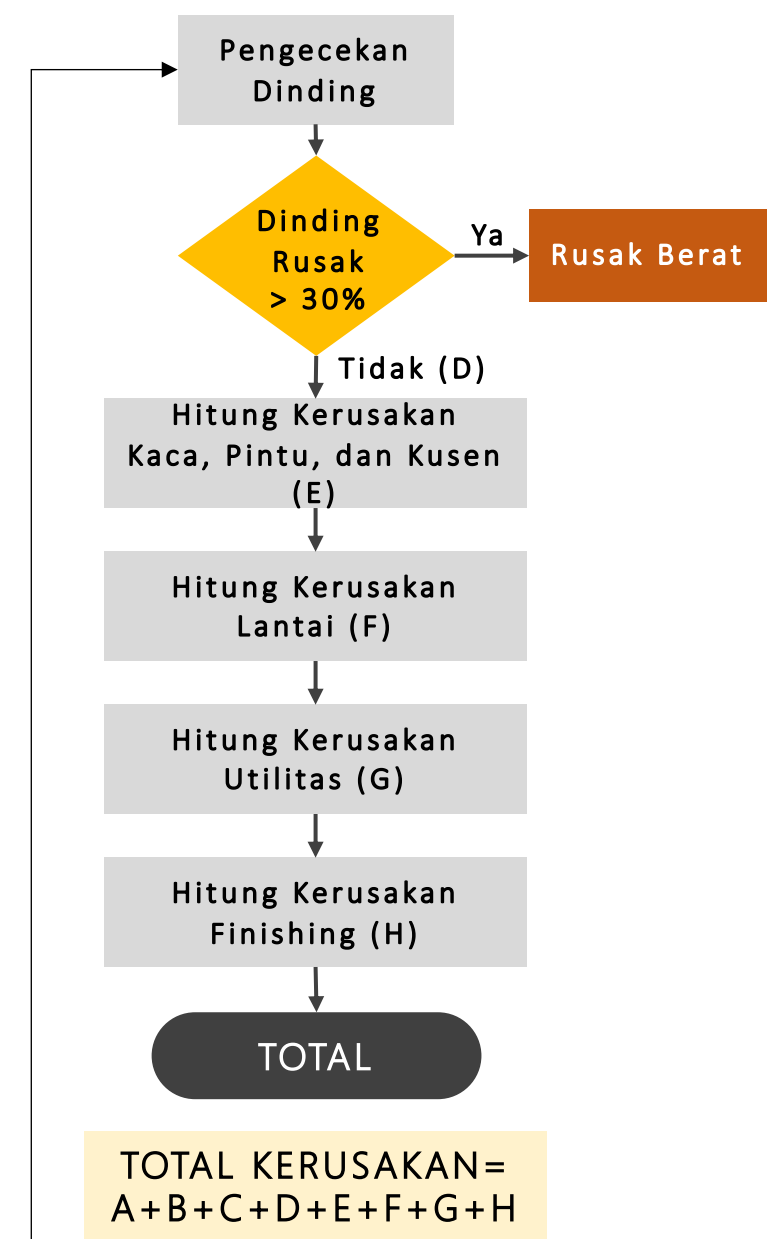 Pengecekan
Dinding
Dinding
Rusak
> 30%
Ya
Rusak Berat
Tidak (D)
Hitung Kerusakan
Kaca, Pintu, dan Kusen
(E)
Hitung Kerusakan
Lantai (F)
Hitung Kerusakan
Utilitas (G)
Hitung Kerusakan
Finishing (H)
TOTAL
TOTAL KERUSAKAN=
A+B+C+D+E+F+G+H